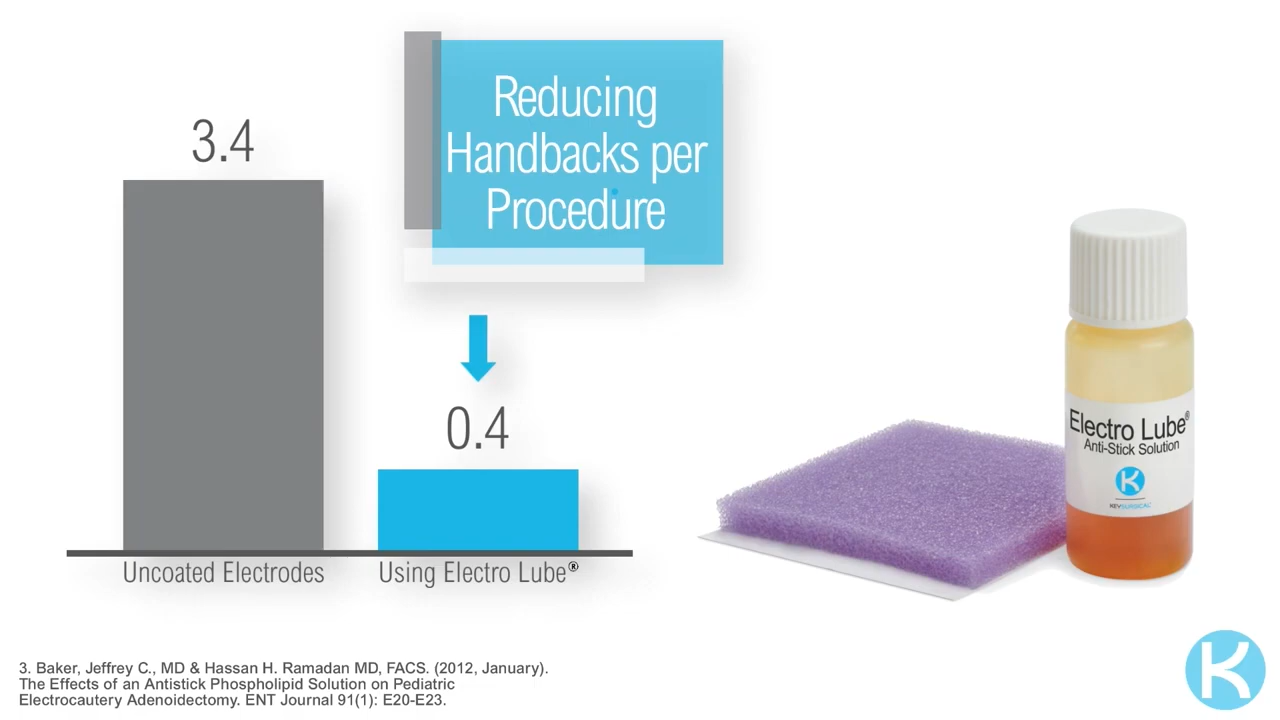 3.4
Reducing
Handbacks per
Procedure
0.4
Uncoated Electrodes
Using Electro Lube®
Electro Lube®
Anti-Stick Solution
K
KEYSURGICAL
3. Baker, Jeffrey C., MD & Hassan H. Ramadan MD, FACS. (2012, January).
The Effects of an Antistick Phospholipid Solution on Pediatric
Electrocautery Adenoidectomy. ENT Journal 91(1): E20-E23.
K